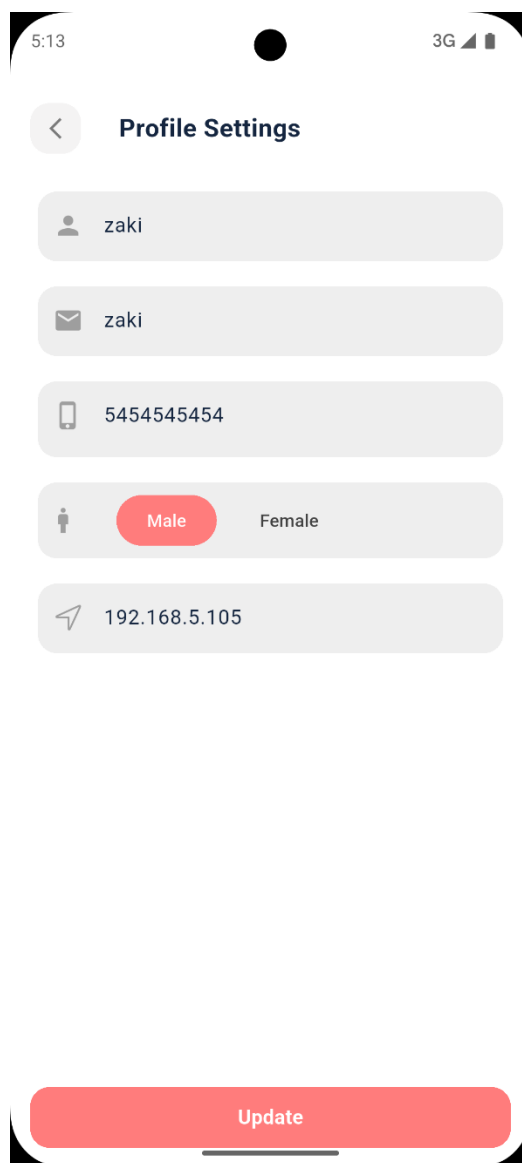 5:13
3G
Profile Settings
zaki
zaki
5454545454
Male Female
192.168.5.105
Update